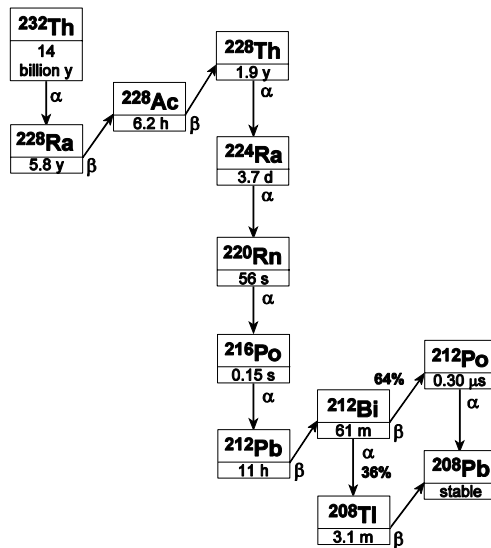 232Th
14
billion y
α
228Ra
5.8 y
β
228Ac
6.2 h
β
228Th
1.9 y
α
224Ra
3.7 d
α
220Rn
56 s
α
216Po
0.15 s
α
212Pb
11 h
β
212Bi
61 m
β
64%
α
36%
212Po
0.30 μs
α
208Tl
3.1 m
β
208Pb
stable